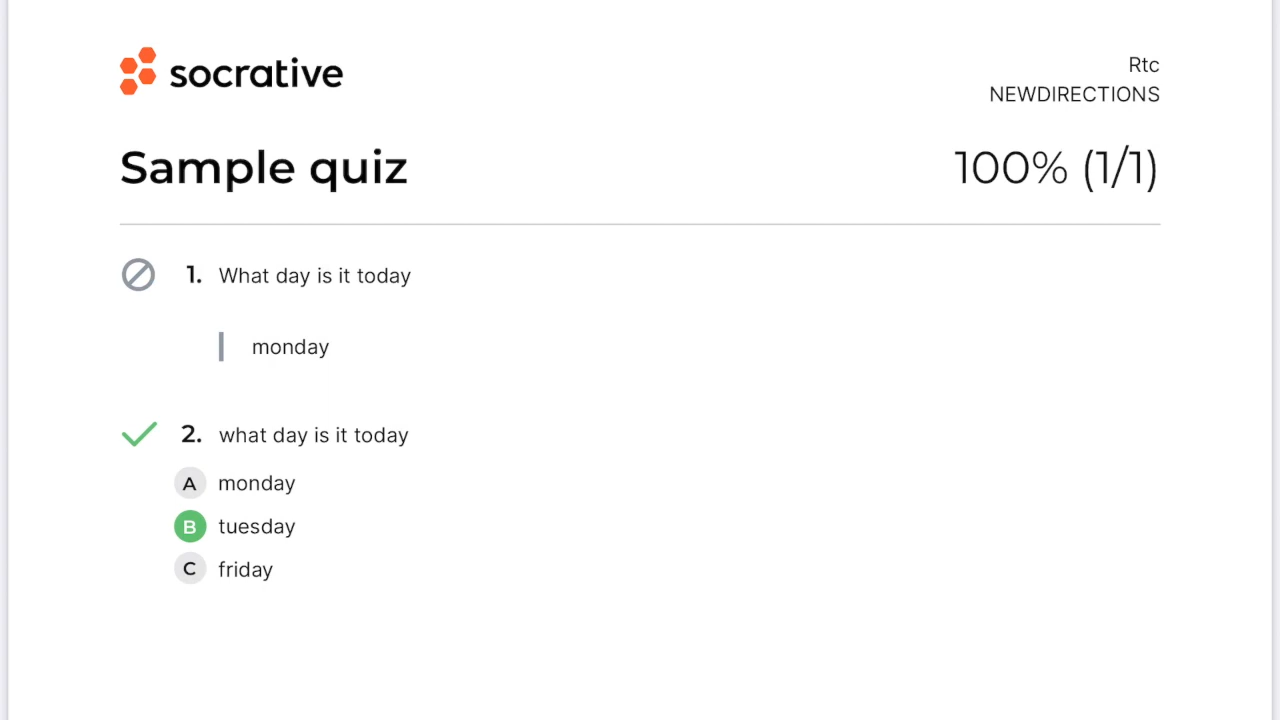 socrative
Rtc
NEWDIRECTIONS
Sample quiz
100% (1/1)
1. What day is it today
monday
2. what day is it today
A monday
B tuesday
C friday